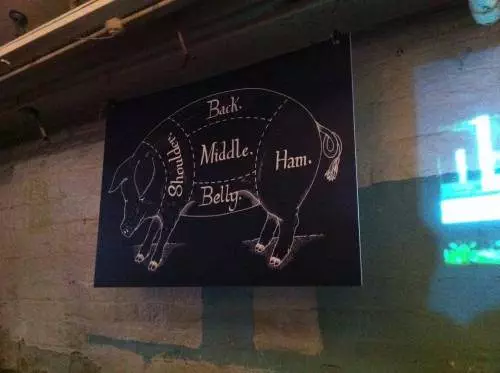 Back.
Shoulder.
Middle.
Ham.
Belly.